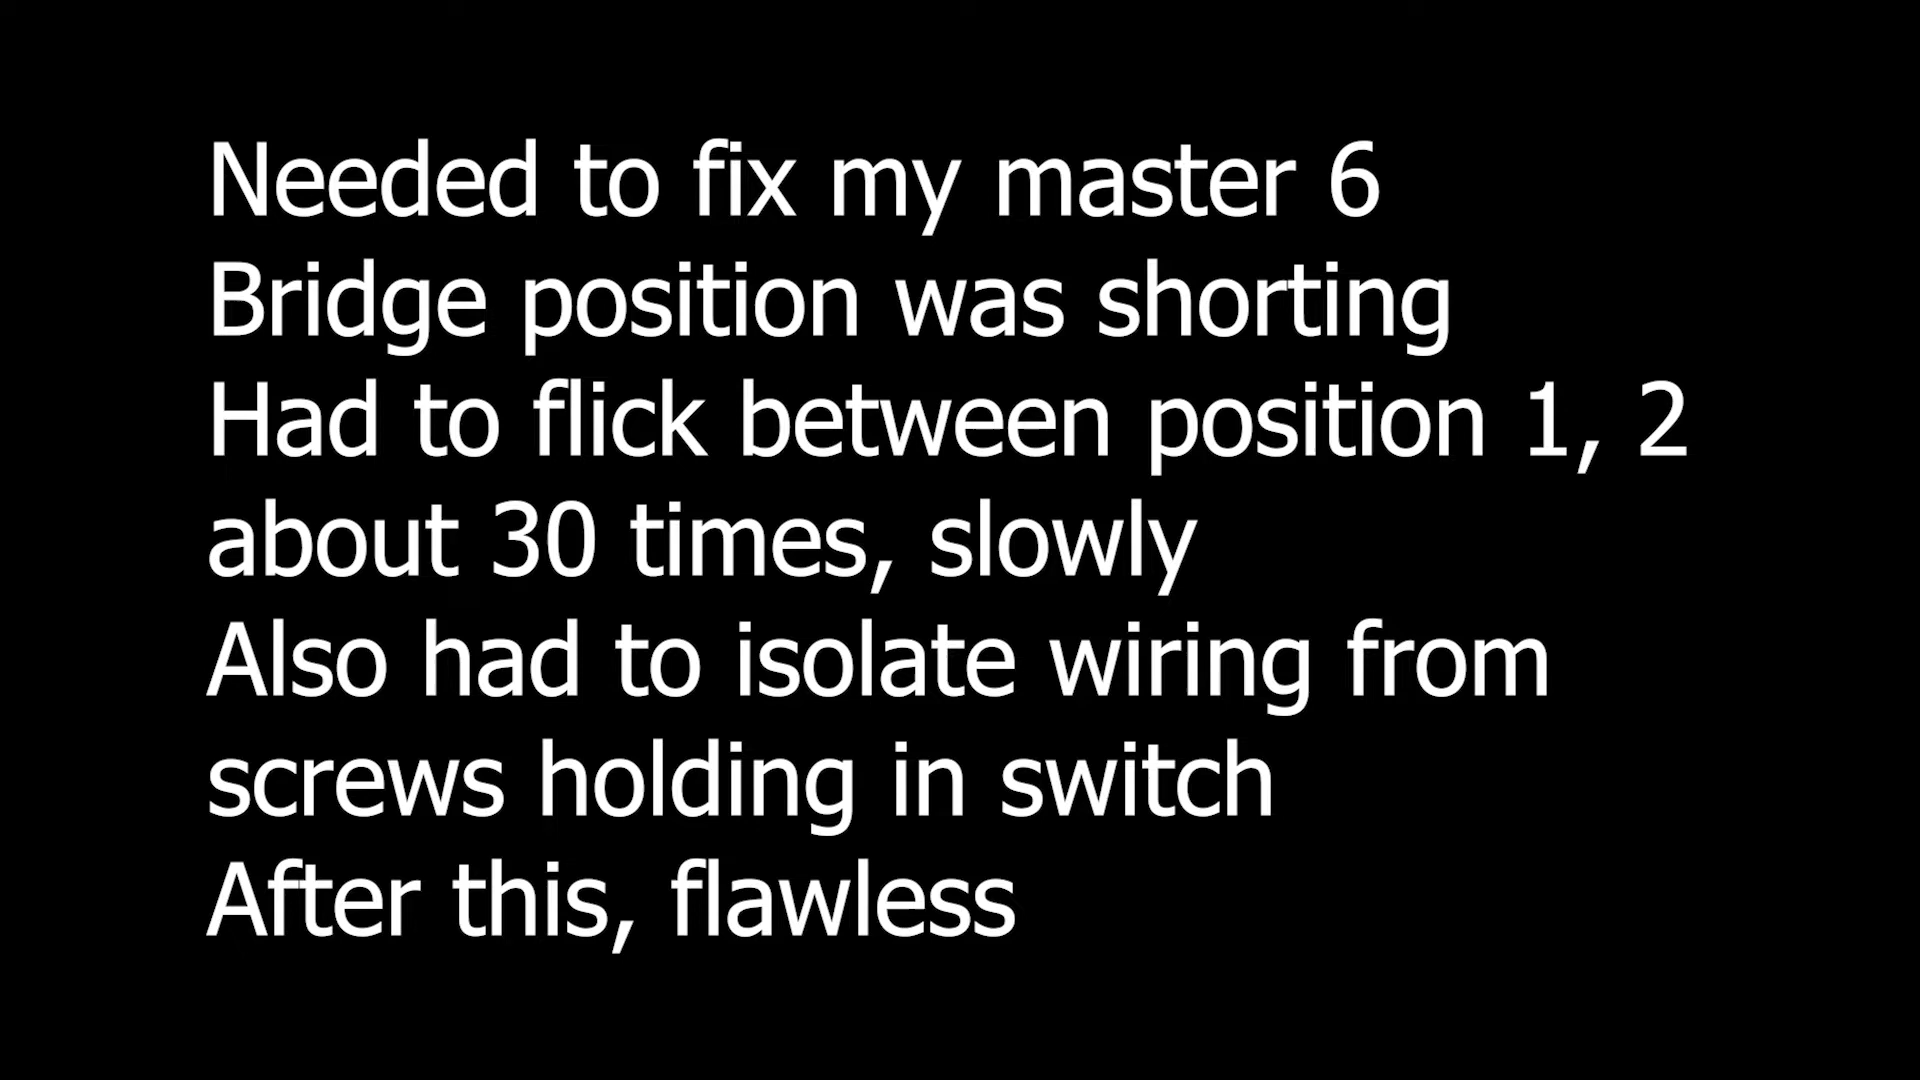 Needed to fix my master 6
Bridge position was shorting
Had to flick between position 1, 2
about 30 times, slowly
Also had to isolate wiring from
screws holding in switch
After this, flawless